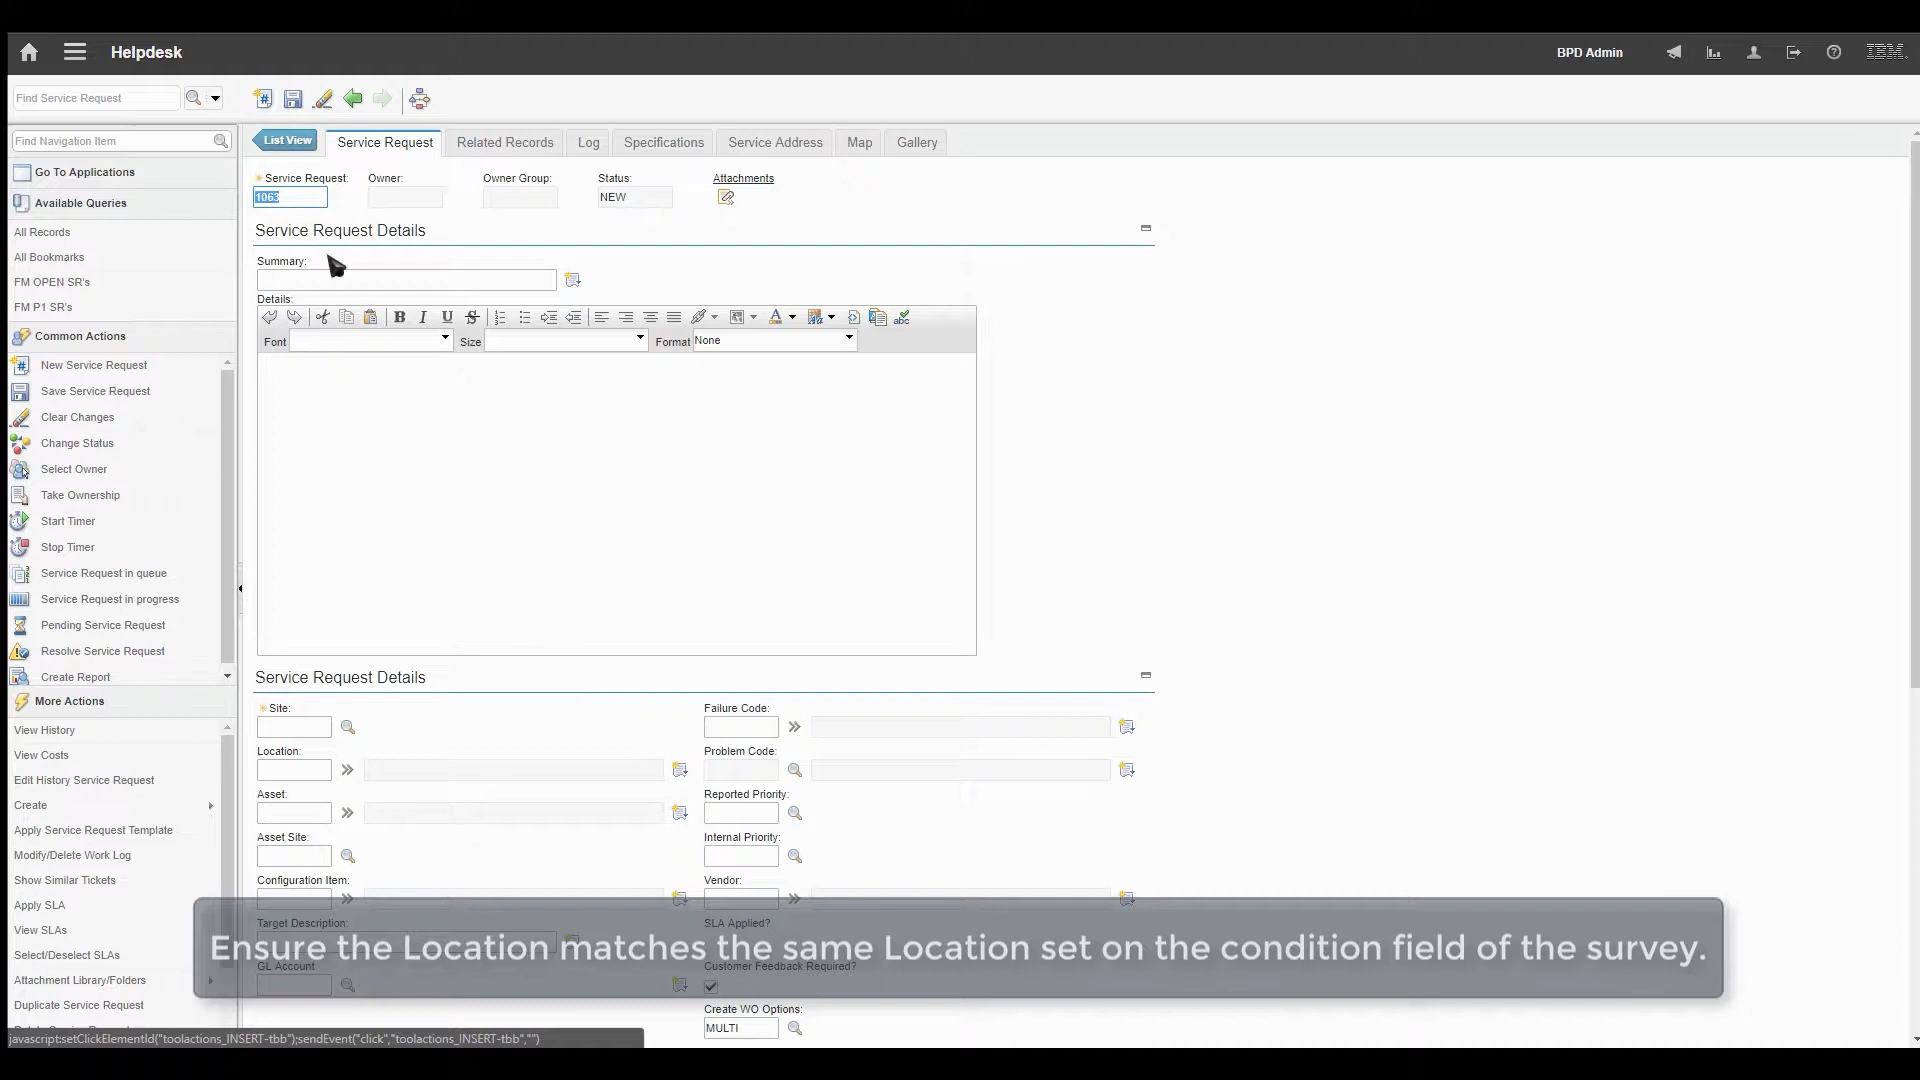 Helpdesk
BPD Admin
IBM.
Find Service Request
Find Navigation Item
Go To Applications
Available Queries
All Records
All Bookmarks
FM OPEN SR's
FM P1 SR's
Common Actions
New Service Request
Save Service Request
Clear Changes
Change Status
Select Owner
Take Ownership
Start Timer
Stop Timer
Service Request in queue
Service Request in progress
Pending Service Request
Resolve Service Request
Create Report
More Actions
View History
View Costs
Edit History Service Request
Create
Apply Service Request Template
Modify/Delete Work Log
Show Similar Tickets
Apply SLA
View SLAs
Select/Deselect SLAs
Attachment Library/Folders
Duplicate Service Request
List View
Service Request
Related Records
Log
Specifications
Service Address
Map
Gallery
Service Request:
Owner:
Owner Group:
Status:
Attachments
1063
NEW
Service Request Details
Summary:
Details:
Font
Size
Format
None
Service Request Details
Site:
Failure Code:
Location:
Problem Code:
Asset:
Reported Priority:
Asset Site:
Internal Priority:
Configuration Item:
Vendor:
Target Description:
SLA Applied?
Ensure the Location matches the same Location set on the condition field of the survey.
GL Account
Customer Feedback Required?
Create WO Options:
MULTI
javascript:setClickElementId("toolactions_INSERT-tbb");sendEvent("click","toolactions_INSERT-tbb","")